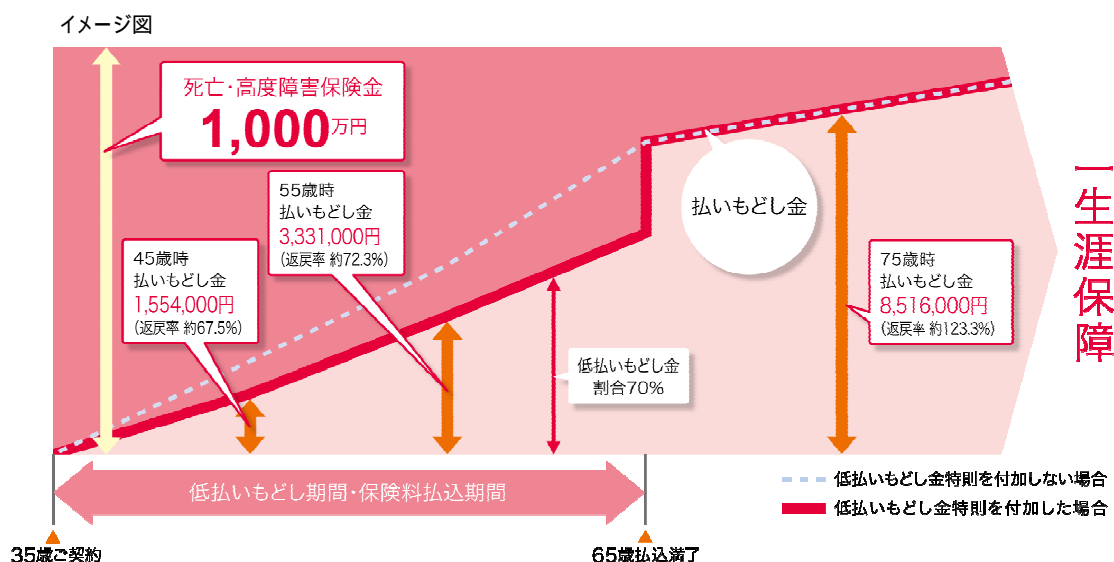 イメージ図
死亡・高度障害保険金
1,000万円
55歳時
払いもどし金
3,331,000円
(返戻率 約72.3%)
45歳時
払いもどし金
1,554,000円
(返戻率 約67.5%)
払いもどし金
75歳時
払いもどし金
8,516,000円
(返戻率 約123.3%)
低払いもどし金
割合70%
一生涯保障
低払いもどし期間・保険料払込期間
低払いもどし金特則を付加しない場合
低払いもどし金特則を付加した場合
35歳ご契約
65歳払込満了